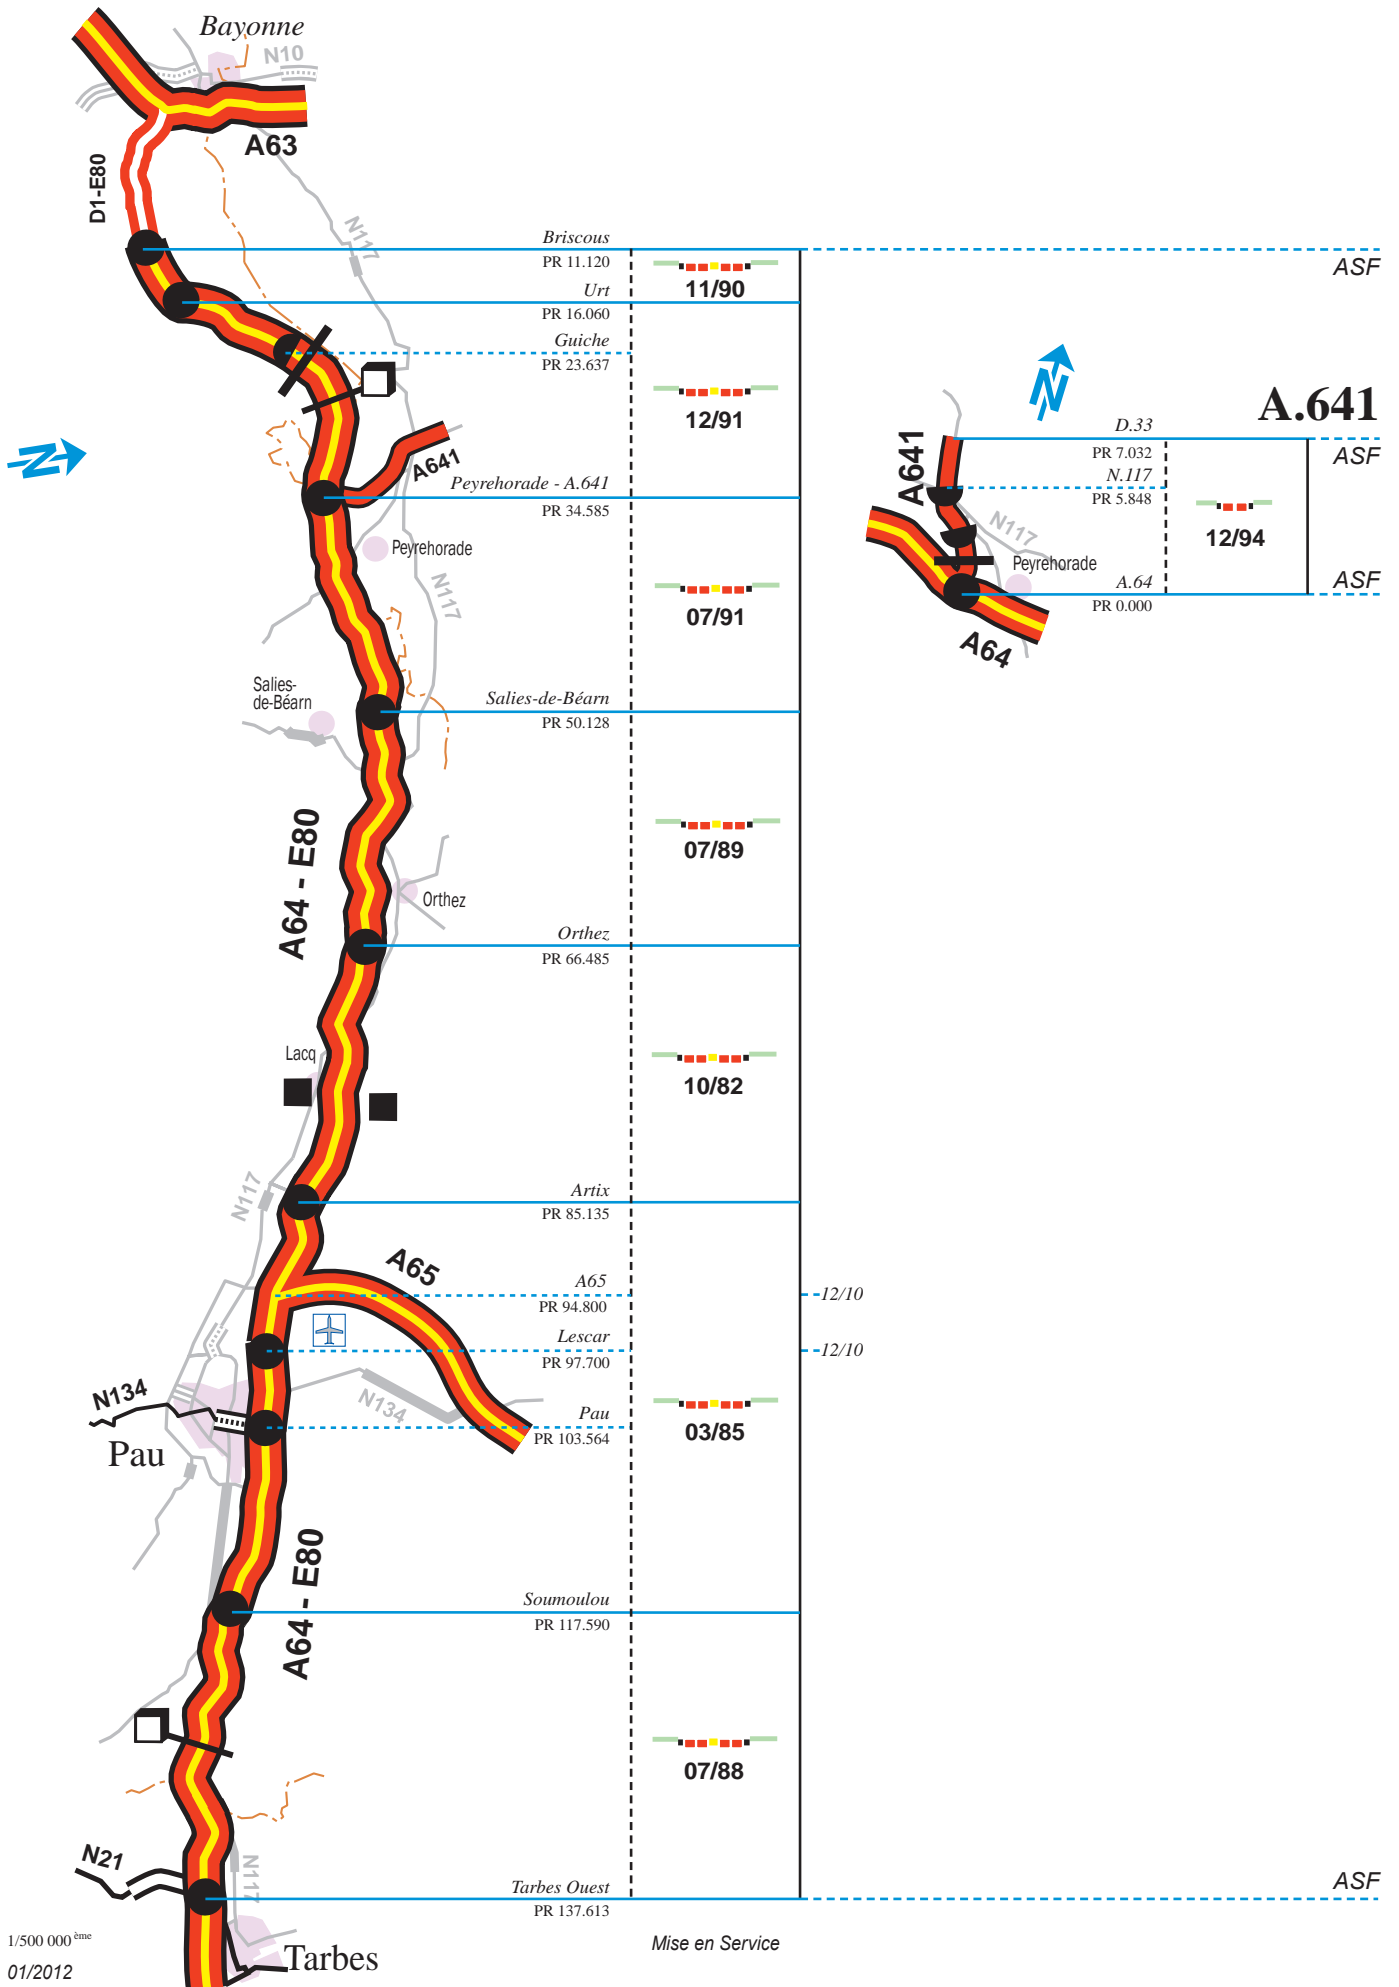 Bayonne
N10
A63
D1-E80
N117
Briscous
PR 11.120
11/90
ASF
Urt
PR 16.060
Guiche
PR 23.637
12/91
N
A641
Peyrehorade - A.641
PR 34.585
Peyrehorade
N117
07/91
Salies-
de-Béarn
Salies-de-Béarn
PR 50.128
A64 - E80
07/89
Orthez
Orthez
PR 66.485
Lacq
10/82
N117
Artix
PR 85.135
A65
A65
PR 94.800
12/10
Lescar
PR 97.700
12/10
N134
N134
Pau
Pau
PR 103.564
03/85
A64 - E80
Soumoulou
PR 117.590
07/88
N21
N117
Tarbes Ouest
PR 137.613
ASF
Tarbes
Mise en Service
1/500 000 ème
01/2012
N
A.641
A641
D.33
PR 7.032
ASF
N.117
PR 5.848
N117
12/94
Peyrehorade
A.64
PR 0.000
ASF
A64